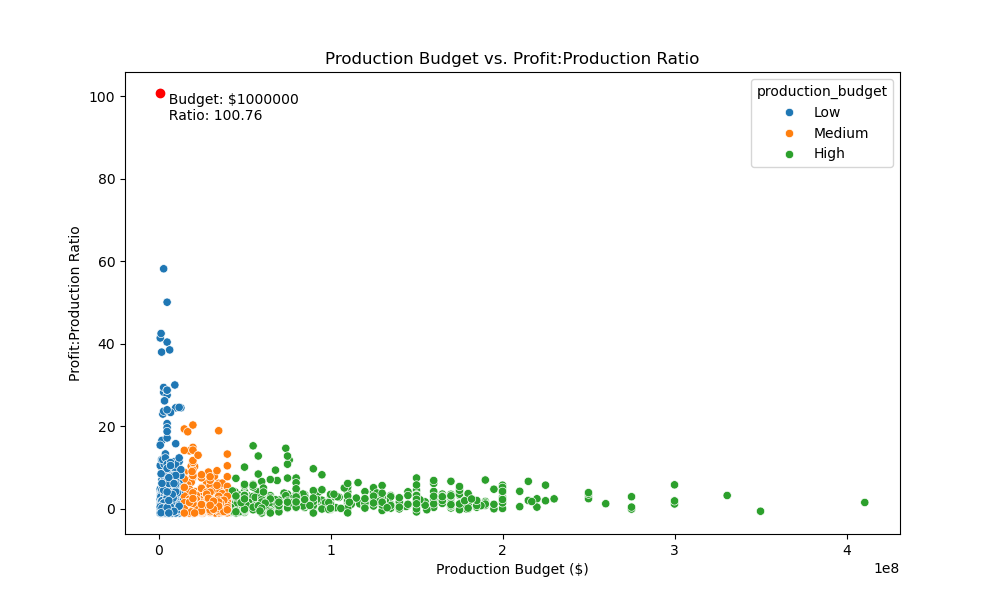 Production Budget vs. Profit:Production Ratio
100
80
60
40
20
0
Profit:Production Ratio
Budget: $1000000
Ratio: 100.76
production_budget
Low
Medium
High
0
1
2
3
4
1e8
Production Budget ($)